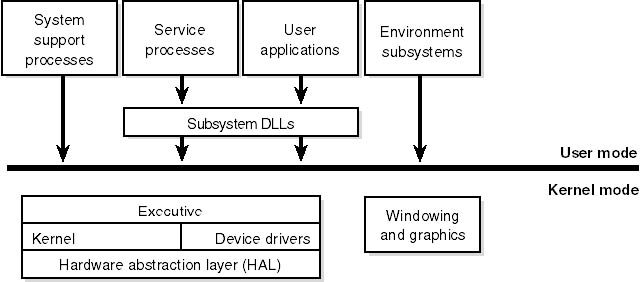 System
support
processes
Service
processes
User
applications
Environment
subsystems
Subsystem DLLs
User mode
Kernel mode
Executive
Kernel
Device drivers
Hardware abstraction layer (HAL)
Windowing
and graphics